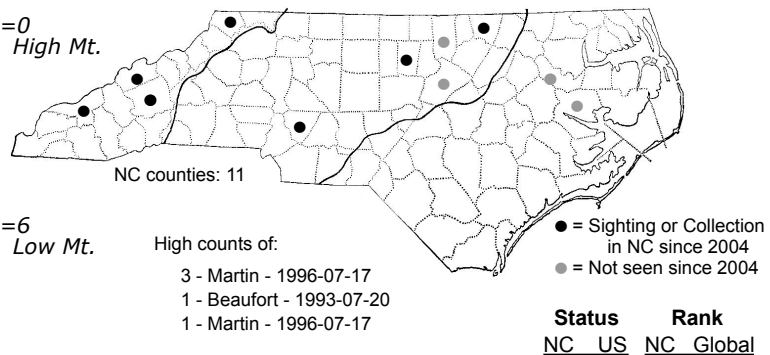 =0
High Mt.
NC counties: 11
=6
Low Mt.
High counts of:
3 - Martin - 1996-07-17
1 - Beaufort - 1993-07-20
1 - Martin - 1996-07-17
= Sighting or Collection
in NC since 2004
= Not seen since 2004
Status Rank
NC US NC Global